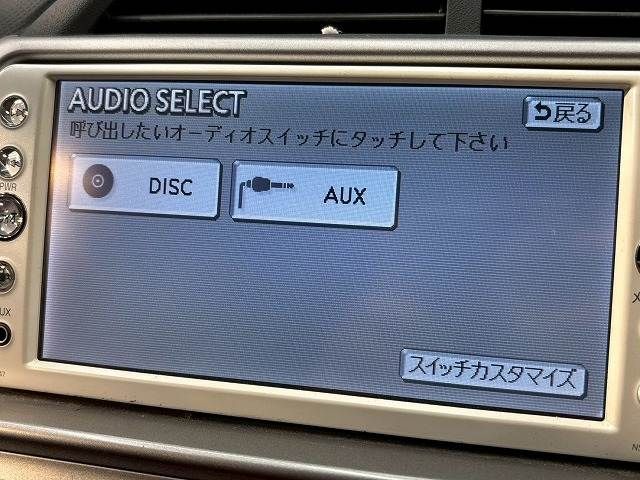 AUDIO SELECT
戻る
呼び出したいオーディオスイッチにタッチして下さい
DISC
AUX
PWR
スイッチカスタマイズ